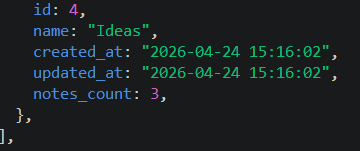 id: 4,
name: "Ideas",
created_at: "2026-04-24 15:16:02",
updated_at: "2026-04-24 15:16:02",
notes_count: 3,
},
],